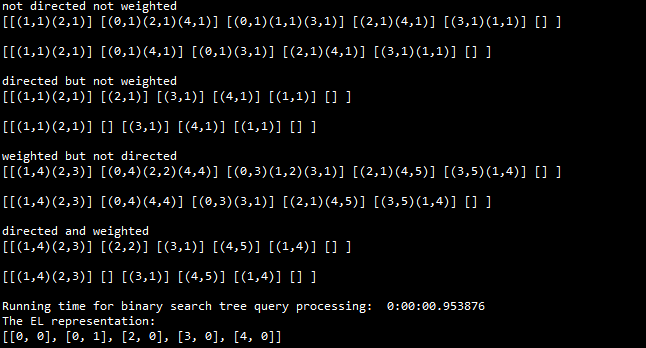 not directed not weighted
[[(1,1)(2,1)] [(0,1)(2,1)(4,1)] [(0,1)(1,1)(3,1)] [(2,1)(4,1)] [(3,1)(1,1)] [] ]
[[(1,1)(2,1)] [(0,1)(4,1)] [(0,1)(3,1)] [(2,1)(4,1)] [(3,1)(1,1)] [] ]
directed but not weighted
[[(1,1)(2,1)] [(2,1)] [(3,1)] [(4,1)] [(1,1)] [] ]
[[(1,1)(2,1)] [] [(3,1)] [(4,1)] [(1,1)] [] ]
weighted but not directed
[[(1,4)(2,3)] [(0,4)(2,2)(4,4)] [(0,3)(1,2)(3,1)] [(2,1)(4,5)] [(3,5)(1,4)] [] ]
[[(1,4)(2,3)] [(0,4)(4,4)] [(0,3)(3,1)] [(2,1)(4,5)] [(3,5)(1,4)] [] ]
directed and weighted
[[(1,4)(2,3)] [(2,2)] [(3,1)] [(4,5)] [(1,4)] [] ]
[[(1,4)(2,3)] [] [(3,1)] [(4,5)] [(1,4)] [] ]
Running time for binary search tree query processing:  0:00:00.953876
The EL representation:
[[0, 0], [0, 1], [2, 0], [3, 0], [4, 0]]